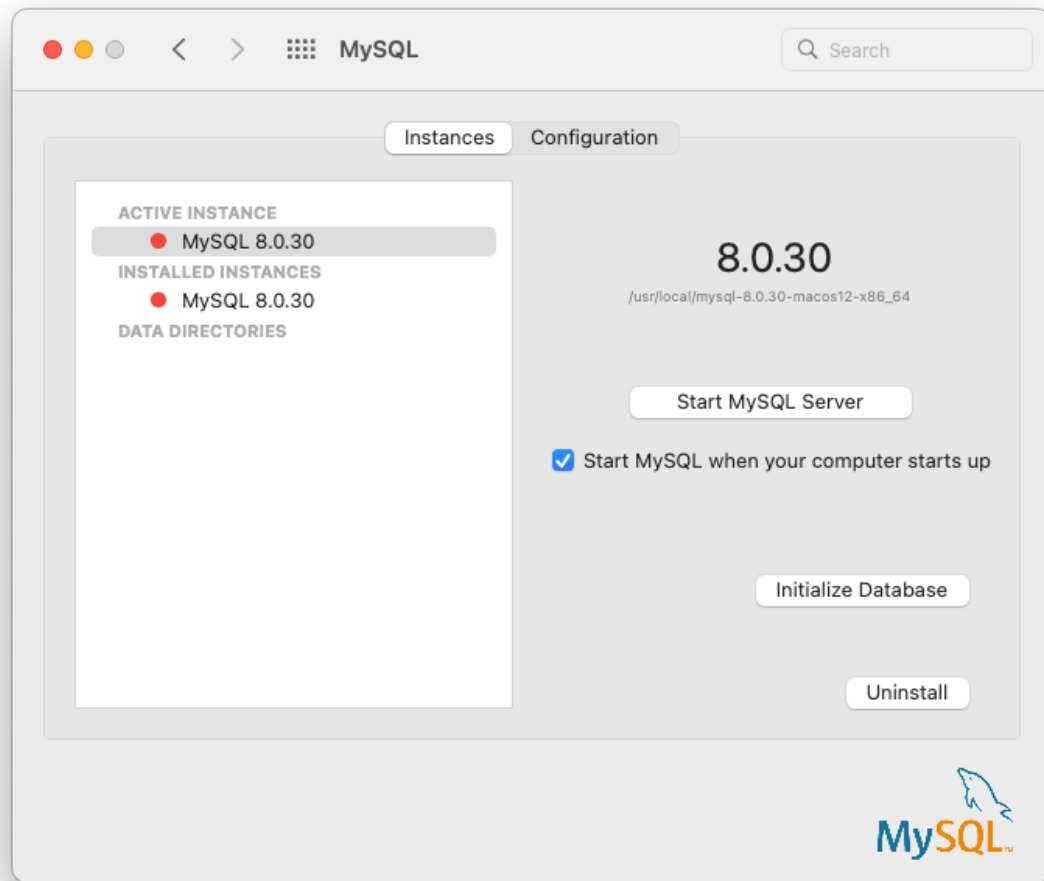 MySQL
Search
Instances
Configuration
ACTIVE INSTANCE
MySQL 8.0.30
INSTALLED INSTANCES
MySQL 8.0.30
DATA DIRECTORIES
8.0.30
/usr/local/mysql-8.0.30-macos12-x86_64
Start MySQL Server
Start MySQL when your computer starts up
Initialize Database
Uninstall
MySQL